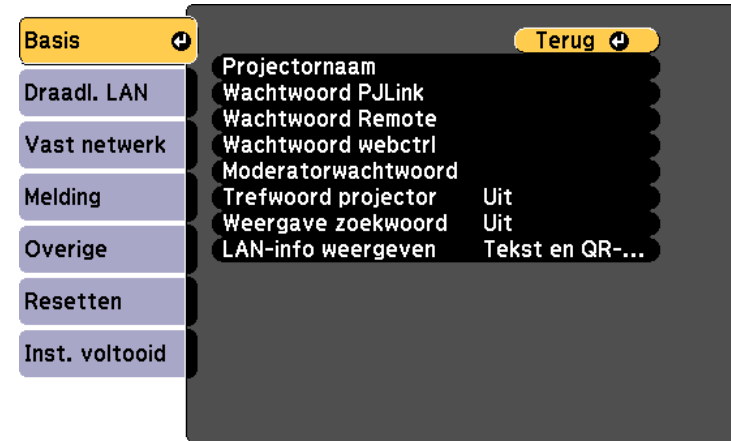 Basis
Draadl. LAN
Vast netwerk
Melding
Overige
Resetten
Inst. voltooid
Terug
Projectornaam
Wachtwoord PJLink
Wachtwoord Remote
Wachtwoord webctrl
Moderatorwachtwoord
Trefwoord projector Uit
Weergave zoekwoord Uit
LAN-info weergeven Tekst en QR-...